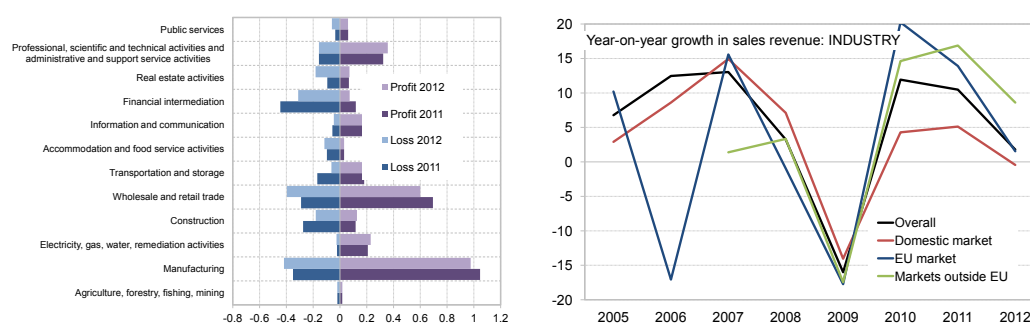 Public services
Professional, scientific and technical activities and
administrative and support service activities
Real estate activities
Financial intermediation
Information and communication
Accommodation and food service activities
Transportation and storage
Wholesale and retail trade
Construction
Electricity, gas, water, remediation activities
Manufacturing
Agriculture, forestry, fishing, mining
Profit 2012
Profit 2011
Loss 2012
Loss 2011
-0.8 -0.6 -0.4 -0.2 0 0.2 0.4 0.6 0.8 1 1.2
Year-on-year growth in sales revenue: INDUSTRY
20
15
10
5
0
-5
-10
-15
-20
Overall
Domestic market
EU market
Markets outside EU
2005 2006 2007 2008 2009 2010 2011 2012